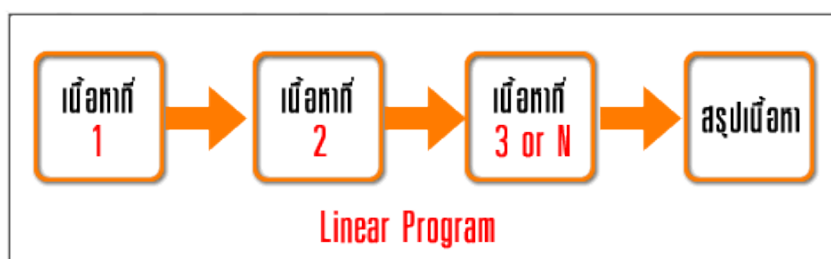 เนื้อหาที่
1
เนื้อหาที่
2
เนื้อหาที่
3 or N
สรุปเนื้อหา
Linear Program